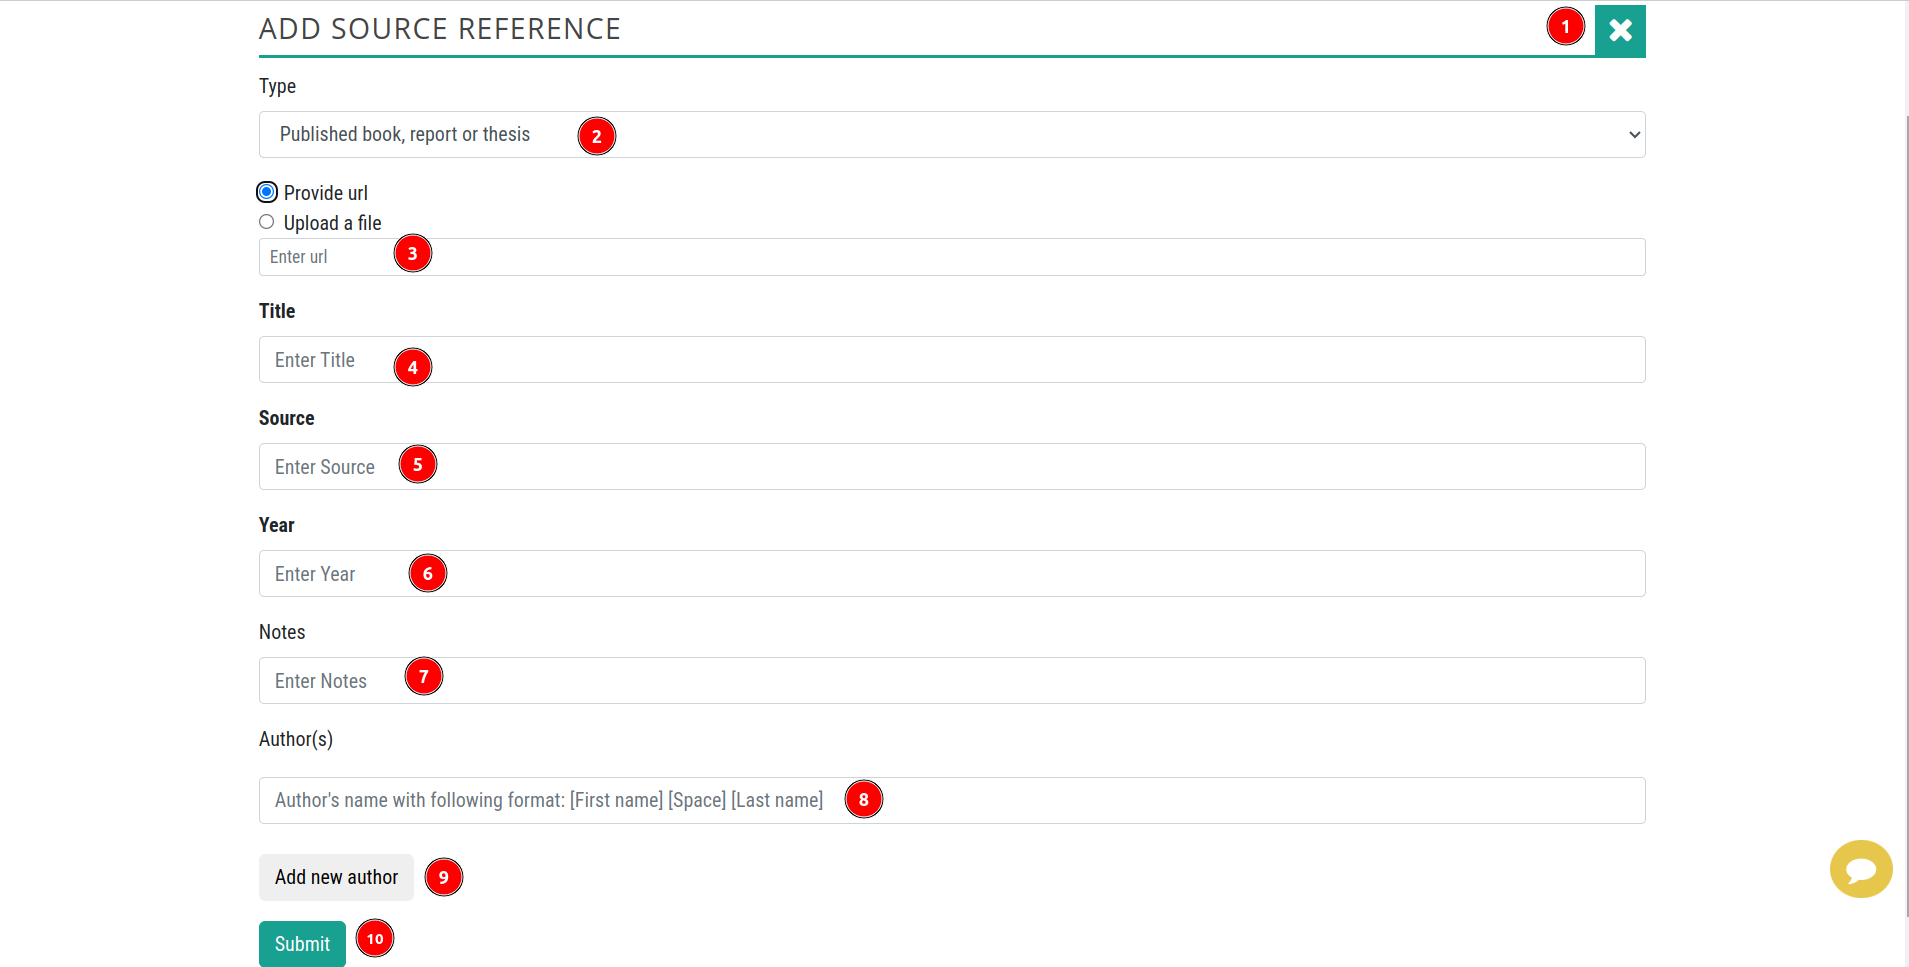 ADD SOURCE REFERENCE
1
Type
Published book, report or thesis
2
Provide url
Upload a file
Enter url
3
Title
Enter Title
4
Source
Enter Source
5
Year
Enter Year
6
Notes
Enter Notes
7
Author(s)
Author's name with following format: [First name] [Space] [Last name]
8
Add new author
9
Submit
10